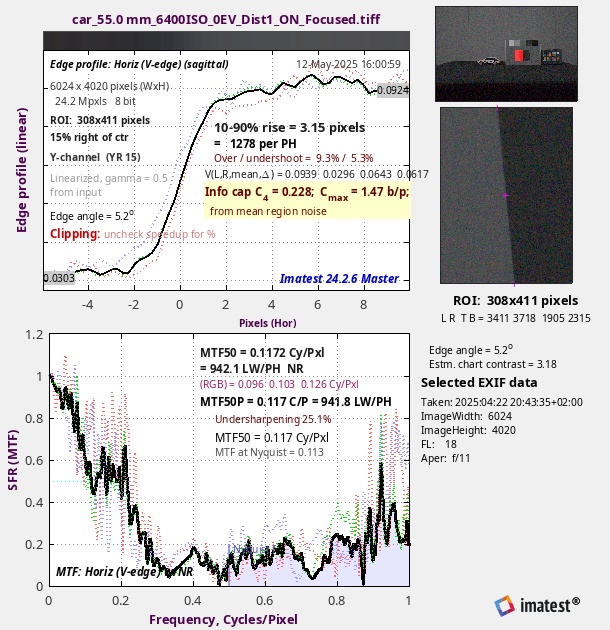 car_55.0 mm_6400ISO_0EV_Dist1_ON_Focused.tiff
Edge profile: Horiz (V-edge) (sagittal)
12-May-2025 16:00:59
6024 x 4020 pixels (WxH)
24.2 Mpxls 8 bit
0.0924
ROI: 308x411 pixels
15% right of ctr
10-90% rise = 3.15 pixels
= 1278 per PH
Y-channel (YR 15)
Over / undershoot = 9.3% / 5.3%
Linearized, gamma = 0.5
from input
V(L,R,mean,Δ) = 0.0939 0.0296 0.0643 0.0617
Info cap C4 = 0.228; Cmax = 1.47 b/p;
from mean region noise
Edge angle = 5.2º
Clipping: uncheck speedup for %
0.0303
Imatest 24.2.6 Master
Edge profile (linear)
-4 -2 0 2 4 6 8
Pixels (Hor)
ROI: 308x411 pixels
L R T B = 3411 3718 1905 2315
Edge angle = 5.2º
Estm. chart contrast = 3.18
Selected EXIF data
Taken: 2025:04:22 20:43:35+02:00
ImageWidth: 6024
ImageHeight: 4020
FL: 18
Aper: f/11
MTF50 = 0.1172 Cy/Pxl
= 942.1 LW/PH NR
(RGB) = 0.096 0.103 0.126 Cy/Pxl
MTF50P = 0.117 C/P = 941.8 LW/PH
Undersharpening 25.1%
MTF50 = 0.117 Cy/Pxl
MTF at Nyquist = 0.113
SFR (MTF)
1.2
1
0.8
0.6
0.4
0.2
0
MTF: Horiz (V-edge) NR
0 0.2 0.4 0.6 0.8 1
Frequency, Cycles/Pixel
imatest®